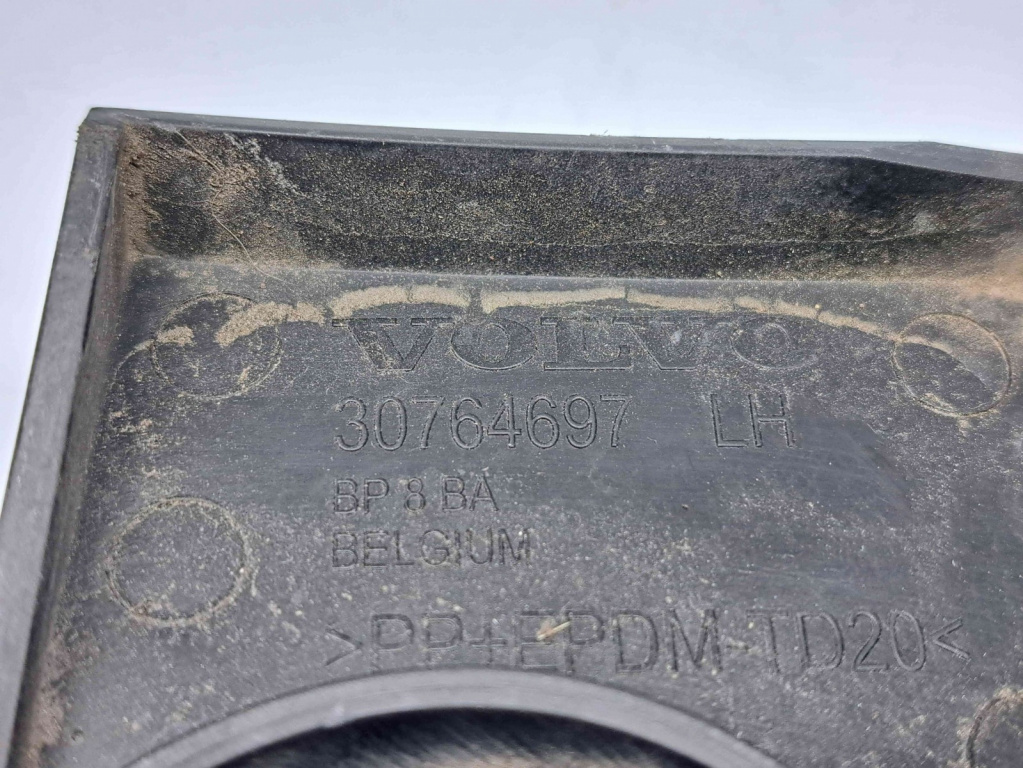 VOLVO
30764697 LH
BP 8 BA
BELGIUM
>PP+EPDM-TD20<